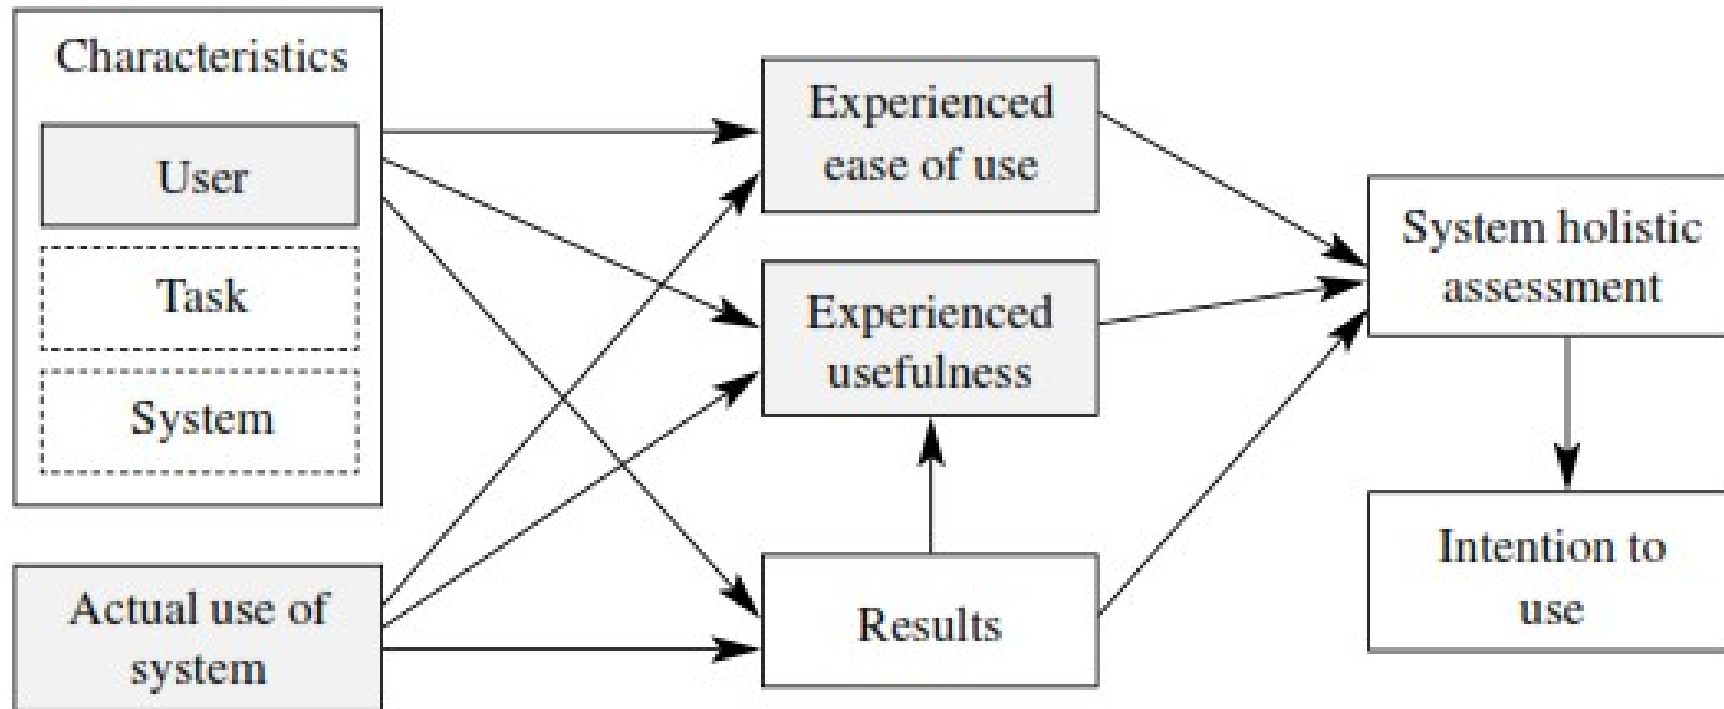 Characteristics
User
Task
System
Actual use of
system
Experienced
ease of use
Experienced
usefulness
Results
System holistic
assessment
Intention to
use